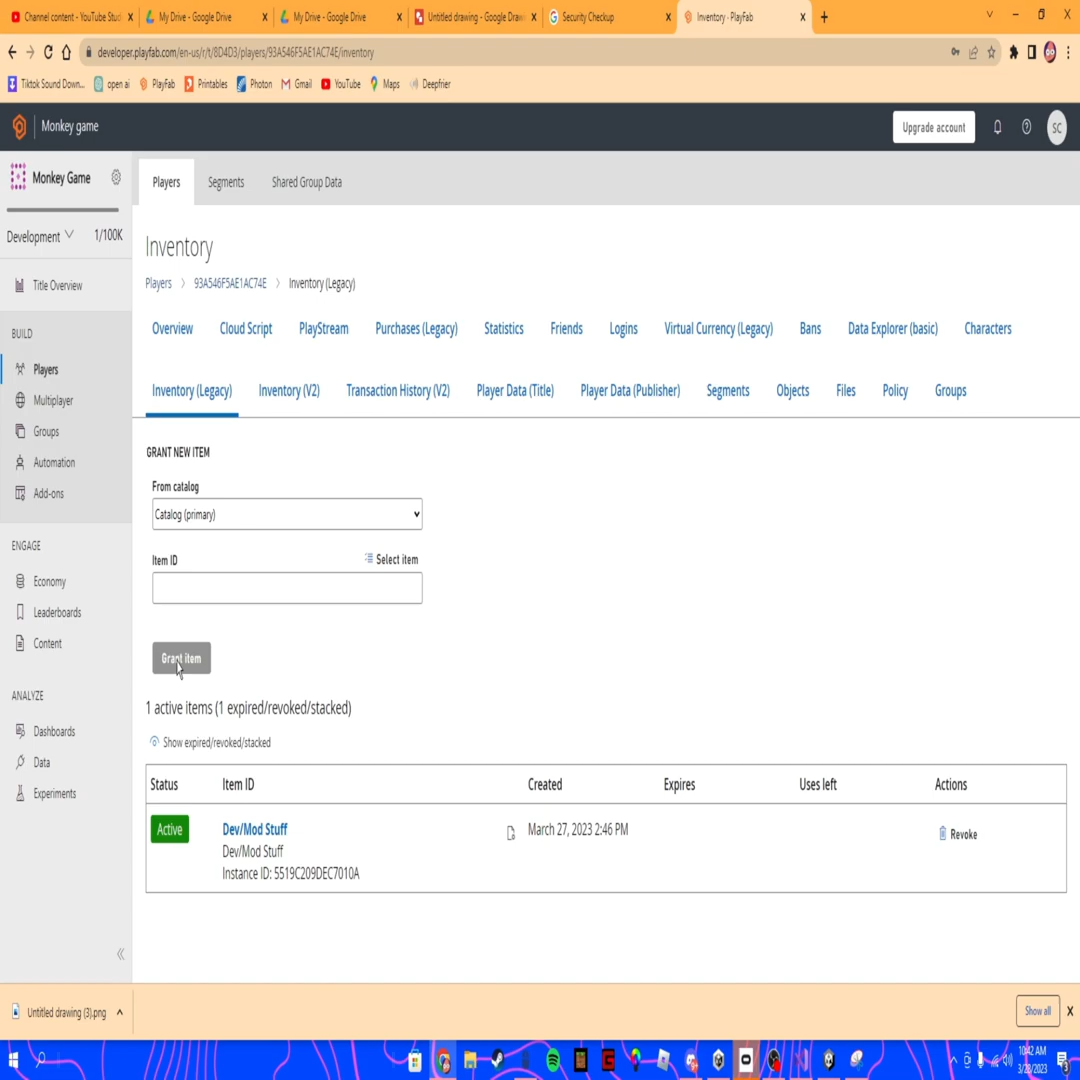 Channel content - YouTube Studi
My Drive - Google Drive
My Drive - Google Drive
Untitled drawing - Google Draw
Security Checkup
Inventory - PlayFab
developer.playfab.com/en-us/r/t/8D4D3/players/93A546F5AE1AC74E/inventory
Tiktok Sound Down...
open ai
PlayFab
Printables
Photon
Gmail
YouTube
Maps
Deepfrier
Monkey game
Upgrade account
SC
Monkey Game
Players
Segments
Shared Group Data
Development
1/100K
Inventory
Players > 93A546F5AE1AC74E > Inventory (Legacy)
Title Overview
Overview
Cloud Script
PlayStream
Purchases (Legacy)
Statistics
Friends
Logins
Virtual Currency (Legacy)
Bans
Data Explorer (basic)
Characters
BUILD
Players
Multiplayer
Groups
Automation
Add-ons
Inventory (Legacy)
Inventory (V2)
Transaction History (V2)
Player Data (Title)
Player Data (Publisher)
Segments
Objects
Files
Policy
Groups
GRANT NEW ITEM
From catalog
Catalog (primary)
Item ID
Select item
ENGAGE
Economy
Leaderboards
Content
Grant item
ANALYZE
Dashboards
Data
Experiments
1 active items (1 expired/revoked/stacked)
Show expired/revoked/stacked
Status
Item ID
Created
Expires
Uses left
Actions
Active
Dev/Mod Stuff
March 27, 2023 2:46 PM
Revoke
Dev/Mod Stuff
Instance ID: 5519C209DEC7010A
Untitled drawing (3).png
Show all
10:42 AM
3/28/2023
3